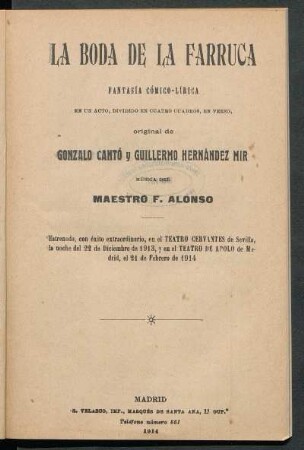 LA BODA DE LA FARRUCA
FANTASÍA CÓMICO-LÍRICA
EN UN ACTO, DIVIDIDO EN CUATRO CUADROS, EN VERSO,
original de
GONZALO CANTÓ y GUILLERMO HERNÁNDEZ MIR
MÚSICA DEL
MAESTRO F. ALONSO
Estrenada, con éxito extraordinario, en el TEATRO CERVANTES de Sevilla,
la noche del 22 de Diciembre de 1913, y en el TEATRO DE APOLO de Ma-
drid, el 21 de Febrero de 1914
MADRID
R. VELASCO, IMP., MARQUÉS DE SANTA ANA, 11 DUP.º
Teléfono número 551
1914